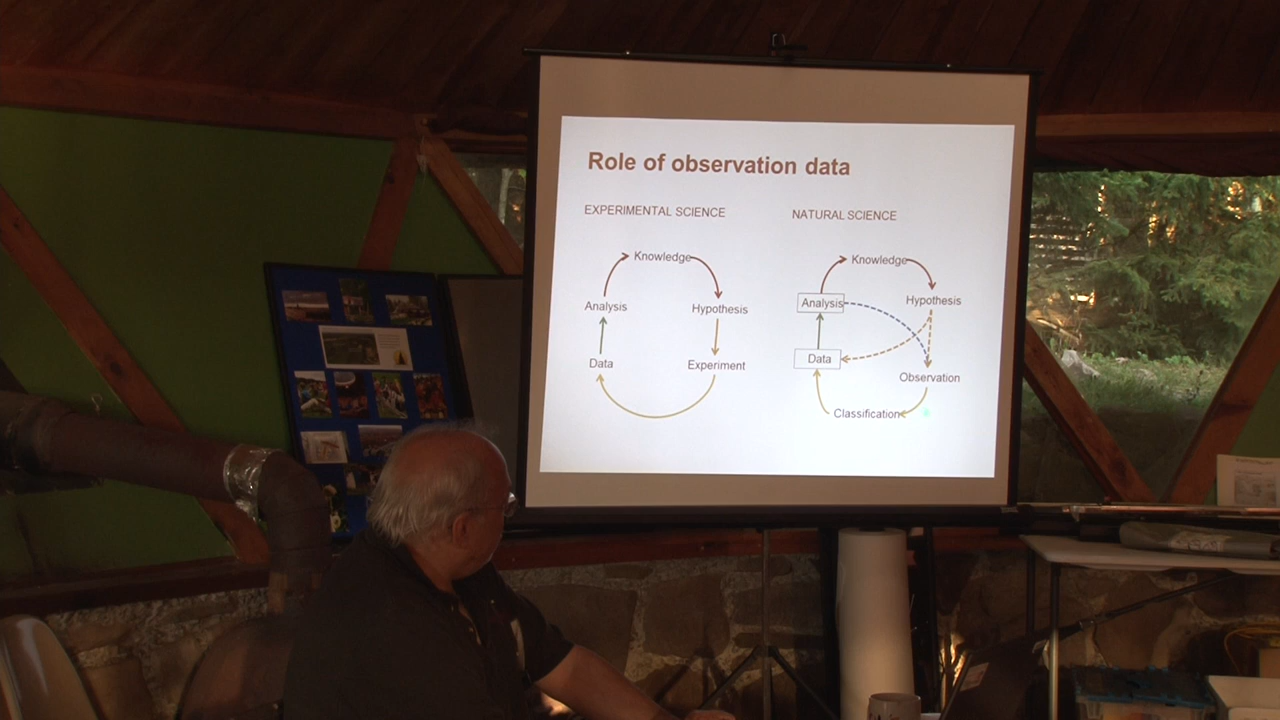 Role of observation data
EXPERIMENTAL SCIENCE
Knowledge
Analysis
Hypothesis
Data
Experiment
NATURAL SCIENCE
Knowledge
Analysis
Hypothesis
Data
Observation
Classification